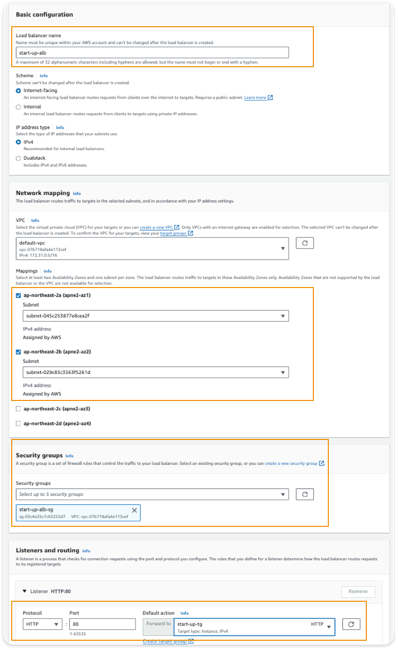 Basic configuration
Load balancer name
Name must be unique within your AWS account and can't be changed after the load balancer is created.
start-up-alb
A maximum of 32 alphanumeric characters including hyphens are allowed, but the name must not begin or end with a hyphen.
Scheme Info
Scheme can't be changed after the load balancer is created.
Internet-facing
An internet-facing load balancer routes requests from clients over the internet to targets. Requires a public subnet. Learn more
Internal
An internal load balancer routes requests from clients to targets using private IP addresses.
IP address type Info
Select the type of IP addresses that your subnets use.
IPv4
Recommended for internal load balancers.
Dualstack
Includes IPv4 and IPv6 addresses.
Network mapping Info
The load balancer routes traffic to targets in the selected subnets, and in accordance with your IP address settings.
VPC Info
Select the virtual private cloud (VPC) for your targets or you can create a new VPC. Only VPCs with an internet gateway are enabled for selection. The selected VPC can't be changed after the load balancer is created. To confirm the VPC for your targets, view your target groups.
default-vpc
IPv4: 172.31.0.0/16
Mappings Info
Select at least two Availability Zones and one subnet per zone. The load balancer routes traffic to targets in these Availability Zones only. Availability Zones that are not supported by the load balancer or the VPC are not available for selection.
ap-northeast-2a (apne2-az1)
Subnet
subnet-045c253877e8cea2f
IPv4 address
Assigned by AWS
ap-northeast-2b (apne2-az2)
Subnet
subnet-029c83c3563f5261d
IPv4 address
Assigned by AWS
ap-northeast-2c (apne2-az3)
ap-northeast-2d (apne2-az4)
Security groups Info
A security group is a set of firewall rules that control the traffic to your load balancer. Select an existing security group, or you can create a new security group.
Security groups
Select up to 5 security groups
start-up-alb-sg
Listeners and routing Info
A listener is a process that checks for connection requests using the port and protocol you configure. The rules that you define for a listener determine how the load balancer routes requests to its registered targets.
Listener HTTP:80
Remove
Protocol Port Default action Info
HTTP : 80 Forward to start-up-tg HTTP
1-65535 Target type: Instance, IPv4
Create target group